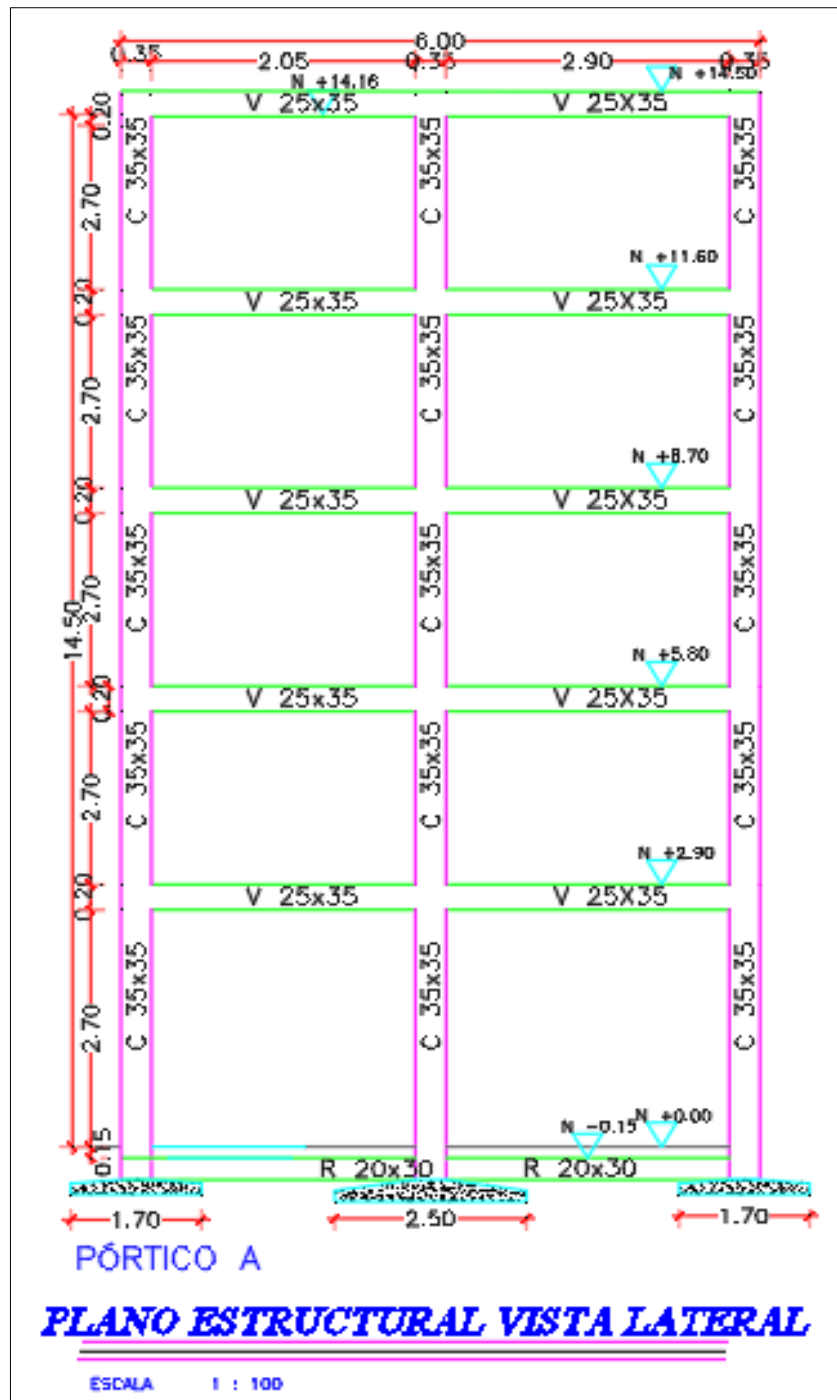 6.00
0.35 2.05 0.35 2.90 0.35
N +14.16 N +14.50
V 25x35 V 25X35
0.20
C 35x35 C 35x35 C 35x35
2.70
N +11.60
0.20
V 25x35 V 25X35
C 35x35 C 35x35 C 35x35
2.70
N +8.70
0.20
V 25x35 V 25X35
C 35x35 C 35x35 C 35x35
2.70
14.50
N +5.80
0.20
V 25x35 V 25X35
C 35x35 C 35x35 C 35x35
2.70
N +2.90
0.20
V 25x35 V 25X35
C 35x35 C 35x35 C 35x35
2.70
N -0.15 N +0.00
0.15
R 20x30 R 20x30
1.70 2.50 1.70
PÓRTICO A
PLANO ESTRUCTURAL VISTA LATERAL
ESCALA 1 : 100